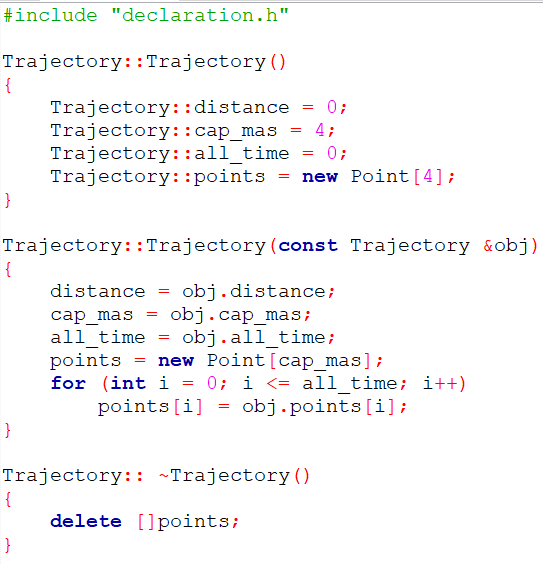 #include "declaration.h"

Trajectory::Trajectory()
{
    Trajectory::distance = 0;
    Trajectory::cap_mas = 4;
    Trajectory::all_time = 0;
    Trajectory::points = new Point[4];
}

Trajectory::Trajectory(const Trajectory &obj)
{
    distance = obj.distance;
    cap_mas = obj.cap_mas;
    all_time = obj.all_time;
    points = new Point[cap_mas];
    for (int i = 0; i <= all_time; i++)
        points[i] = obj.points[i];
}

Trajectory:: ~Trajectory()
{
    delete []points;
}